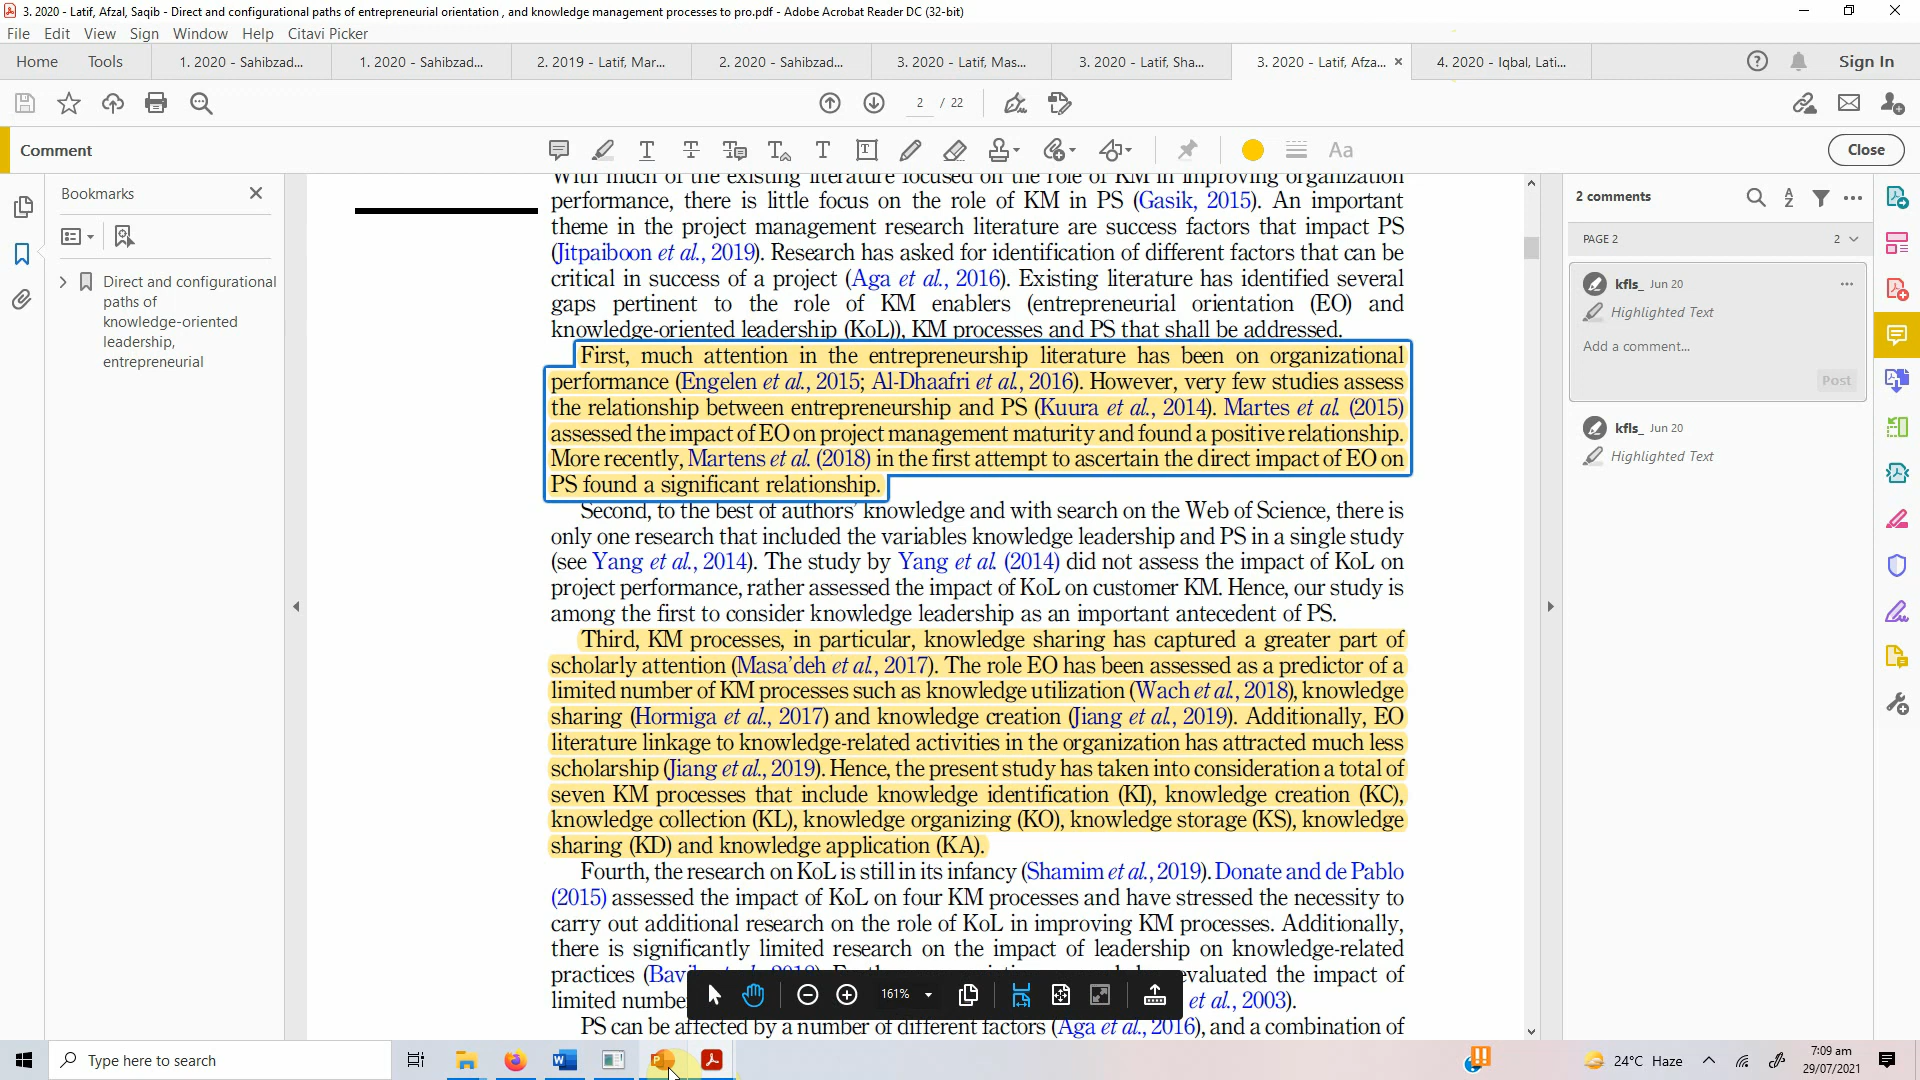 3. 2020 - Latif, Afzal, Saqib - Direct and configurational paths of entrepreneurial orientation , and knowledge management processes to pro.pdf - Adobe Acrobat Reader DC (32-bit)
File Edit View Sign Window Help Citavi Picker
Home Tools 1. 2020 - Sahibzad... 1. 2020 - Sahibzad... 2. 2019 - Latif, Mar... 2. 2020 - Sahibzad... 3. 2020 - Latif, Mas... 3. 2020 - Latif, Sha... 3. 2020 - Latif, Afza... 4. 2020 - Iqbal, Lati... Sign In
2 / 22
Comment
Close
Bookmarks
Direct and configurational
paths of
knowledge-oriented
leadership,
entrepreneurial
With much of the existing literature focused on the role of KM in improving organization
performance, there is little focus on the role of KM in PS (Gasik, 2015). An important
theme in the project management research literature are success factors that impact PS
(Jitpaiboon et al., 2019). Research has asked for identification of different factors that can be
critical in success of a project (Aga et al., 2016). Existing literature has identified several
gaps pertinent to the role of KM enablers (entrepreneurial orientation (EO) and
knowledge-oriented leadership (KoL)), KM processes and PS that shall be addressed.
First, much attention in the entrepreneurship literature has been on organizational
performance (Engelen et al., 2015; Al-Dhaafri et al., 2016). However, very few studies assess
the relationship between entrepreneurship and PS (Kuura et al., 2014). Martes et al. (2015)
assessed the impact of EO on project management maturity and found a positive relationship.
More recently, Martens et al. (2018) in the first attempt to ascertain the direct impact of EO on
PS found a significant relationship.
Second, to the best of authors' knowledge and with search on the Web of Science, there is
only one research that included the variables knowledge leadership and PS in a single study
(see Yang et al., 2014). The study by Yang et al. (2014) did not assess the impact of KoL on
project performance, rather assessed the impact of KoL on customer KM. Hence, our study is
among the first to consider knowledge leadership as an important antecedent of PS.
Third, KM processes, in particular, knowledge sharing has captured a greater part of
scholarly attention (Masa'deh et al., 2017). The role EO has been assessed as a predictor of a
limited number of KM processes such as knowledge utilization (Wach et al., 2018), knowledge
sharing (Hormiga et al., 2017) and knowledge creation (Jiang et al., 2019). Additionally, EO
literature linkage to knowledge-related activities in the organization has attracted much less
scholarship (Jiang et al., 2019). Hence, the present study has taken into consideration a total of
seven KM processes that include knowledge identification (KI), knowledge creation (KC),
knowledge collection (KL), knowledge organizing (KO), knowledge storage (KS), knowledge
sharing (KD) and knowledge application (KA).
Fourth, the research on KoL is still in its infancy (Shamim et al., 2019). Donate and de Pablo
(2015) assessed the impact of KoL on four KM processes and have stressed the necessity to
carry out additional research on the role of KoL in improving KM processes. Additionally,
there is significantly limited research on the impact of leadership on knowledge-related
practices evaluated the impact of
limited et al., 2003).
PS can be affected by a number of different factors (Aga et al., 2016), and a combination of
161%
2 comments
PAGE 2 2
kfls_ Jun 20
Highlighted Text
Add a comment...
Post
kfls_ Jun 20
Highlighted Text
Type here to search
24°C Haze
7:09 am
29/07/2021